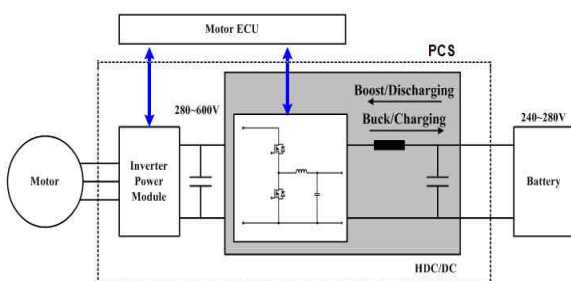 Motor ECU
PCS
280~600V
Boost/Discharging
Buck/Charging
240~280V
Motor
Inverter
Power
Module
Battery
HDC/DC